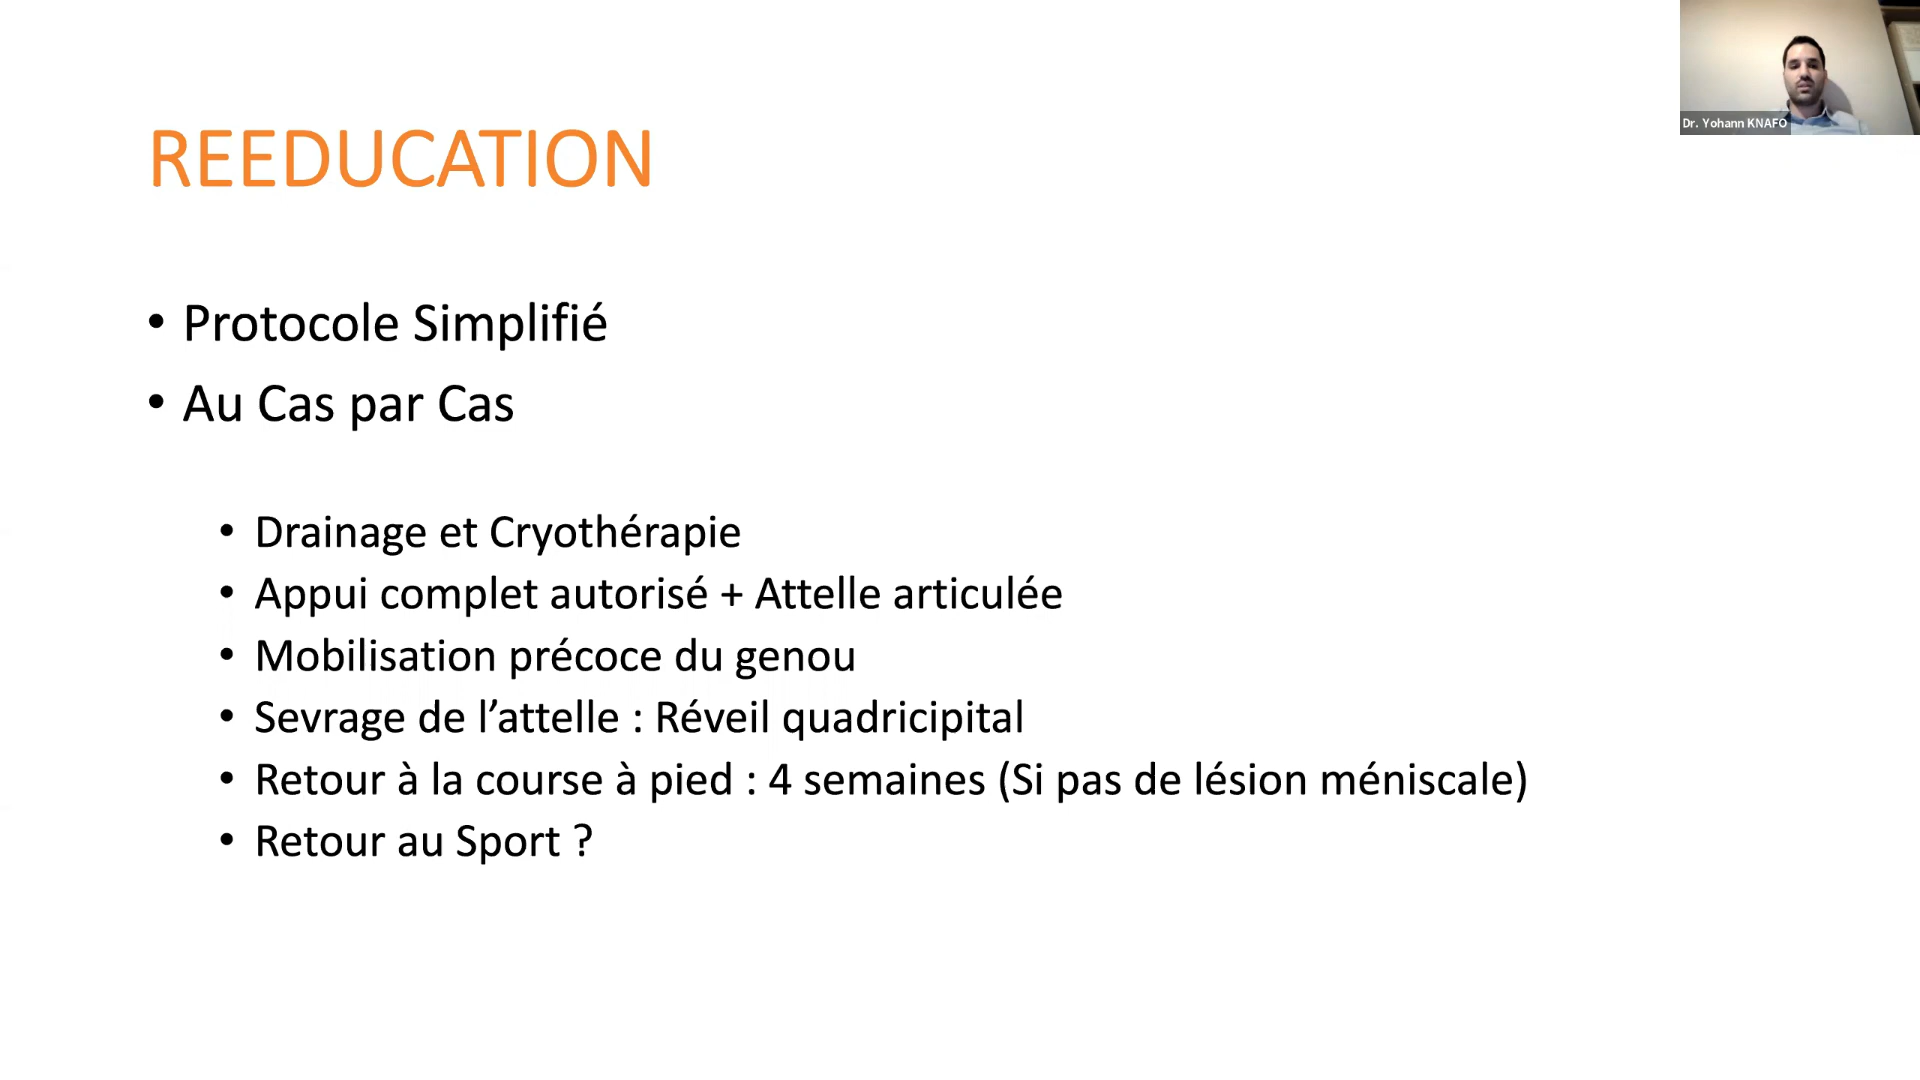 Dr. Yohann KNAFO
REEDUCATION
• Protocole Simplifié
• Au Cas par Cas
• Drainage et Cryothérapie
• Appui complet autorisé + Attelle articulée
• Mobilisation précoce du genou
• Sevrage de l’attelle : Réveil quadricipital
• Retour à la course à pied : 4 semaines (Si pas de lésion méniscale)
• Retour au Sport ?